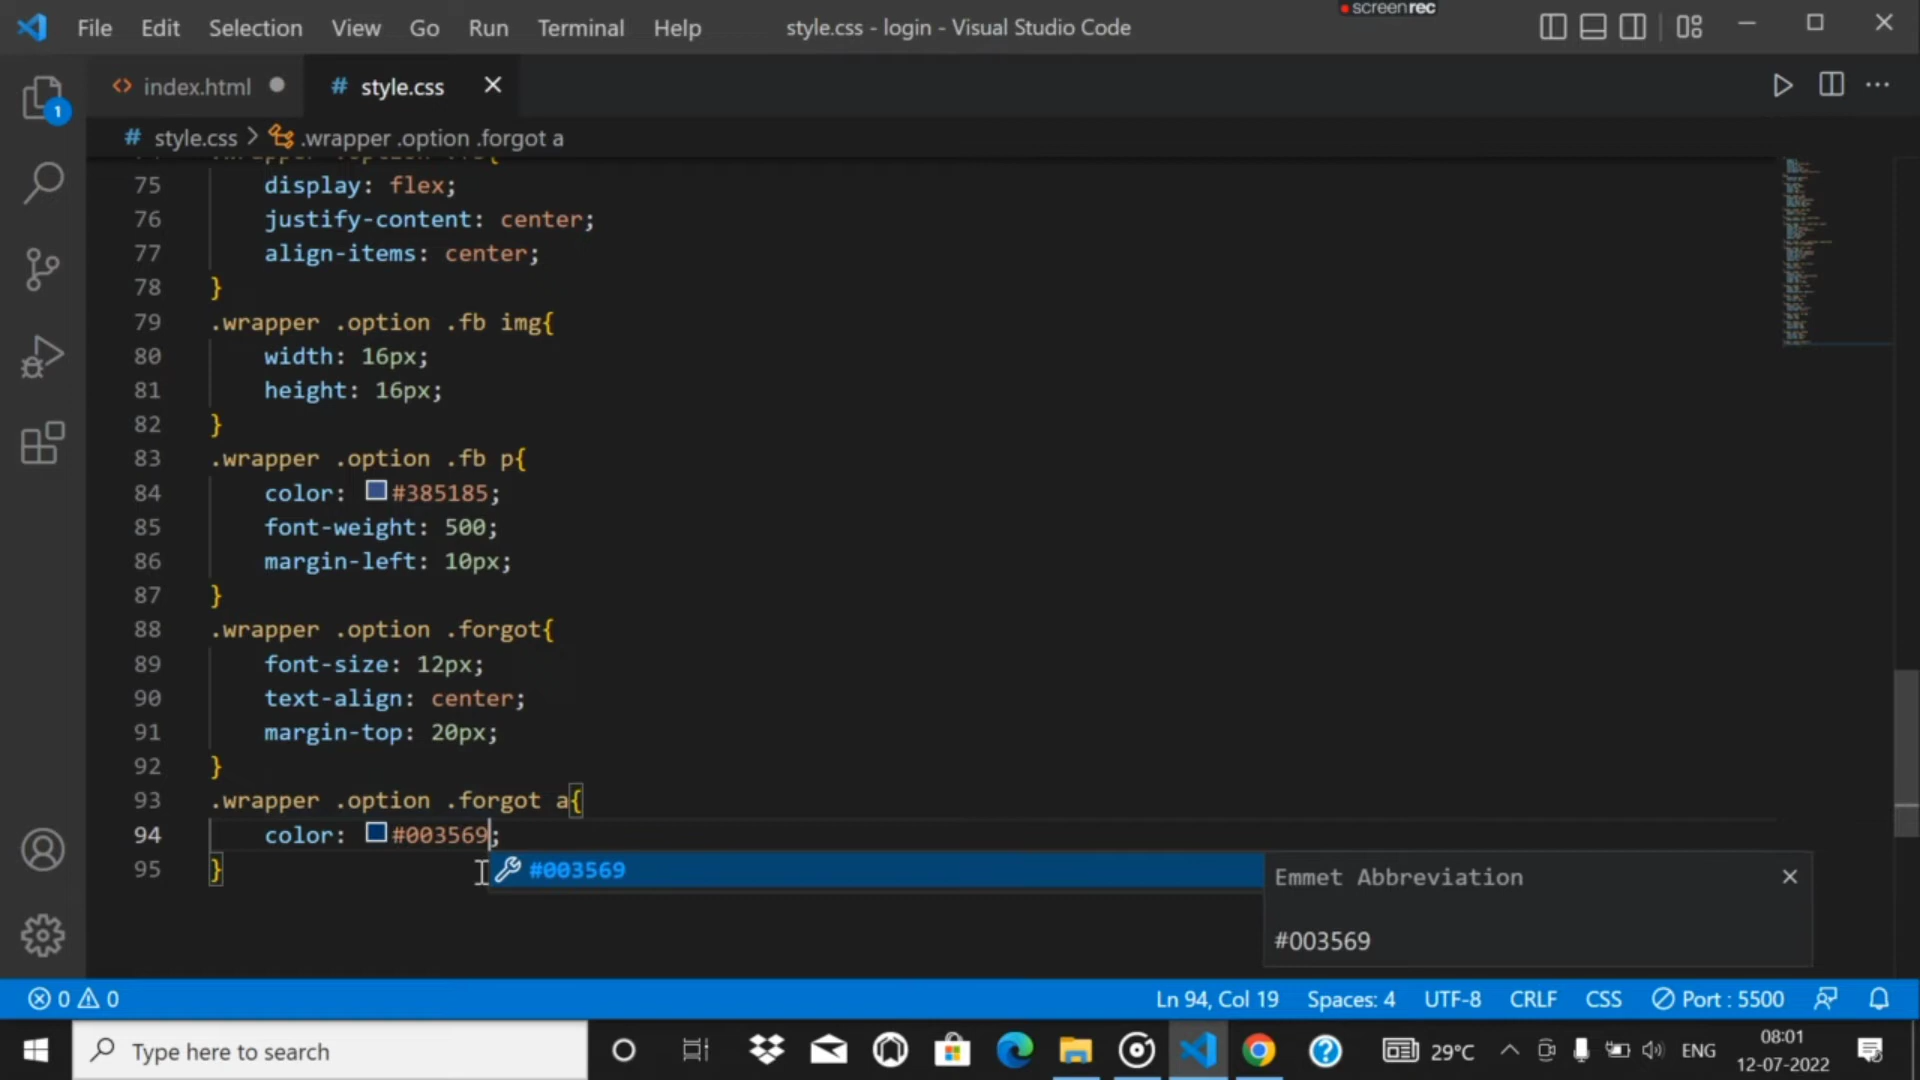 File Edit Selection View Go Run Terminal Help style.css - login - Visual Studio Code screenrec
index.html # style.css
1
# style.css > .wrapper .option .forgot a
75 display: flex;
76 justify-content: center;
77 align-items: center;
78 }
79 .wrapper .option .fb img{
80 width: 16px;
81 height: 16px;
82 }
83 .wrapper .option .fb p{
84 color: #385185;
85 font-weight: 500;
86 margin-left: 10px;
87 }
88 .wrapper .option .forgot{
89 font-size: 12px;
90 text-align: center;
91 margin-top: 20px;
92 }
93 .wrapper .option .forgot a{
94 color: #003569;
95 }
#003569
Emmet Abbreviation
#003569
0 0 Ln 94, Col 19 Spaces: 4 UTF-8 CRLF CSS Port : 5500
Type here to search 29°C ENG 08:01
12-07-2022